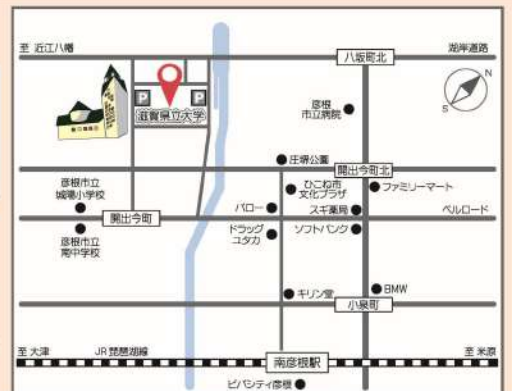 至 近江八幡
八坂町北
湖岸道路
N
S
P
P
滋賀県立大学
彦根
市立病院
庄堺公園
開出今町北
彦根市立
城陽小学校
ひこね市
文化プラザ
ファミリーマート
バロー
スギ薬局
開出今町
ベルロード
ドラッグ
ユタカ
ソフトバンク
彦根市立
南中学校
キリン堂
BMW
小泉町
至 大津
JR 琵琶湖線
南彦根駅
至 米原
ビバシティ彦根